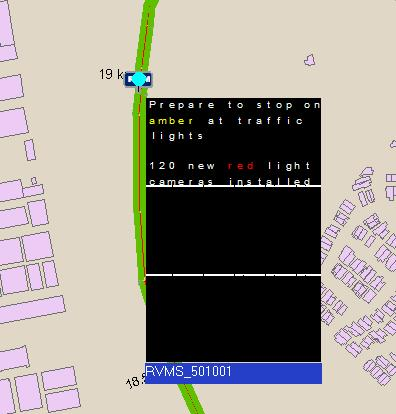 19 k
Prepare to stop on
amber at traffic
lights
120 new red light
cameras installed
RVMS_501001
18.